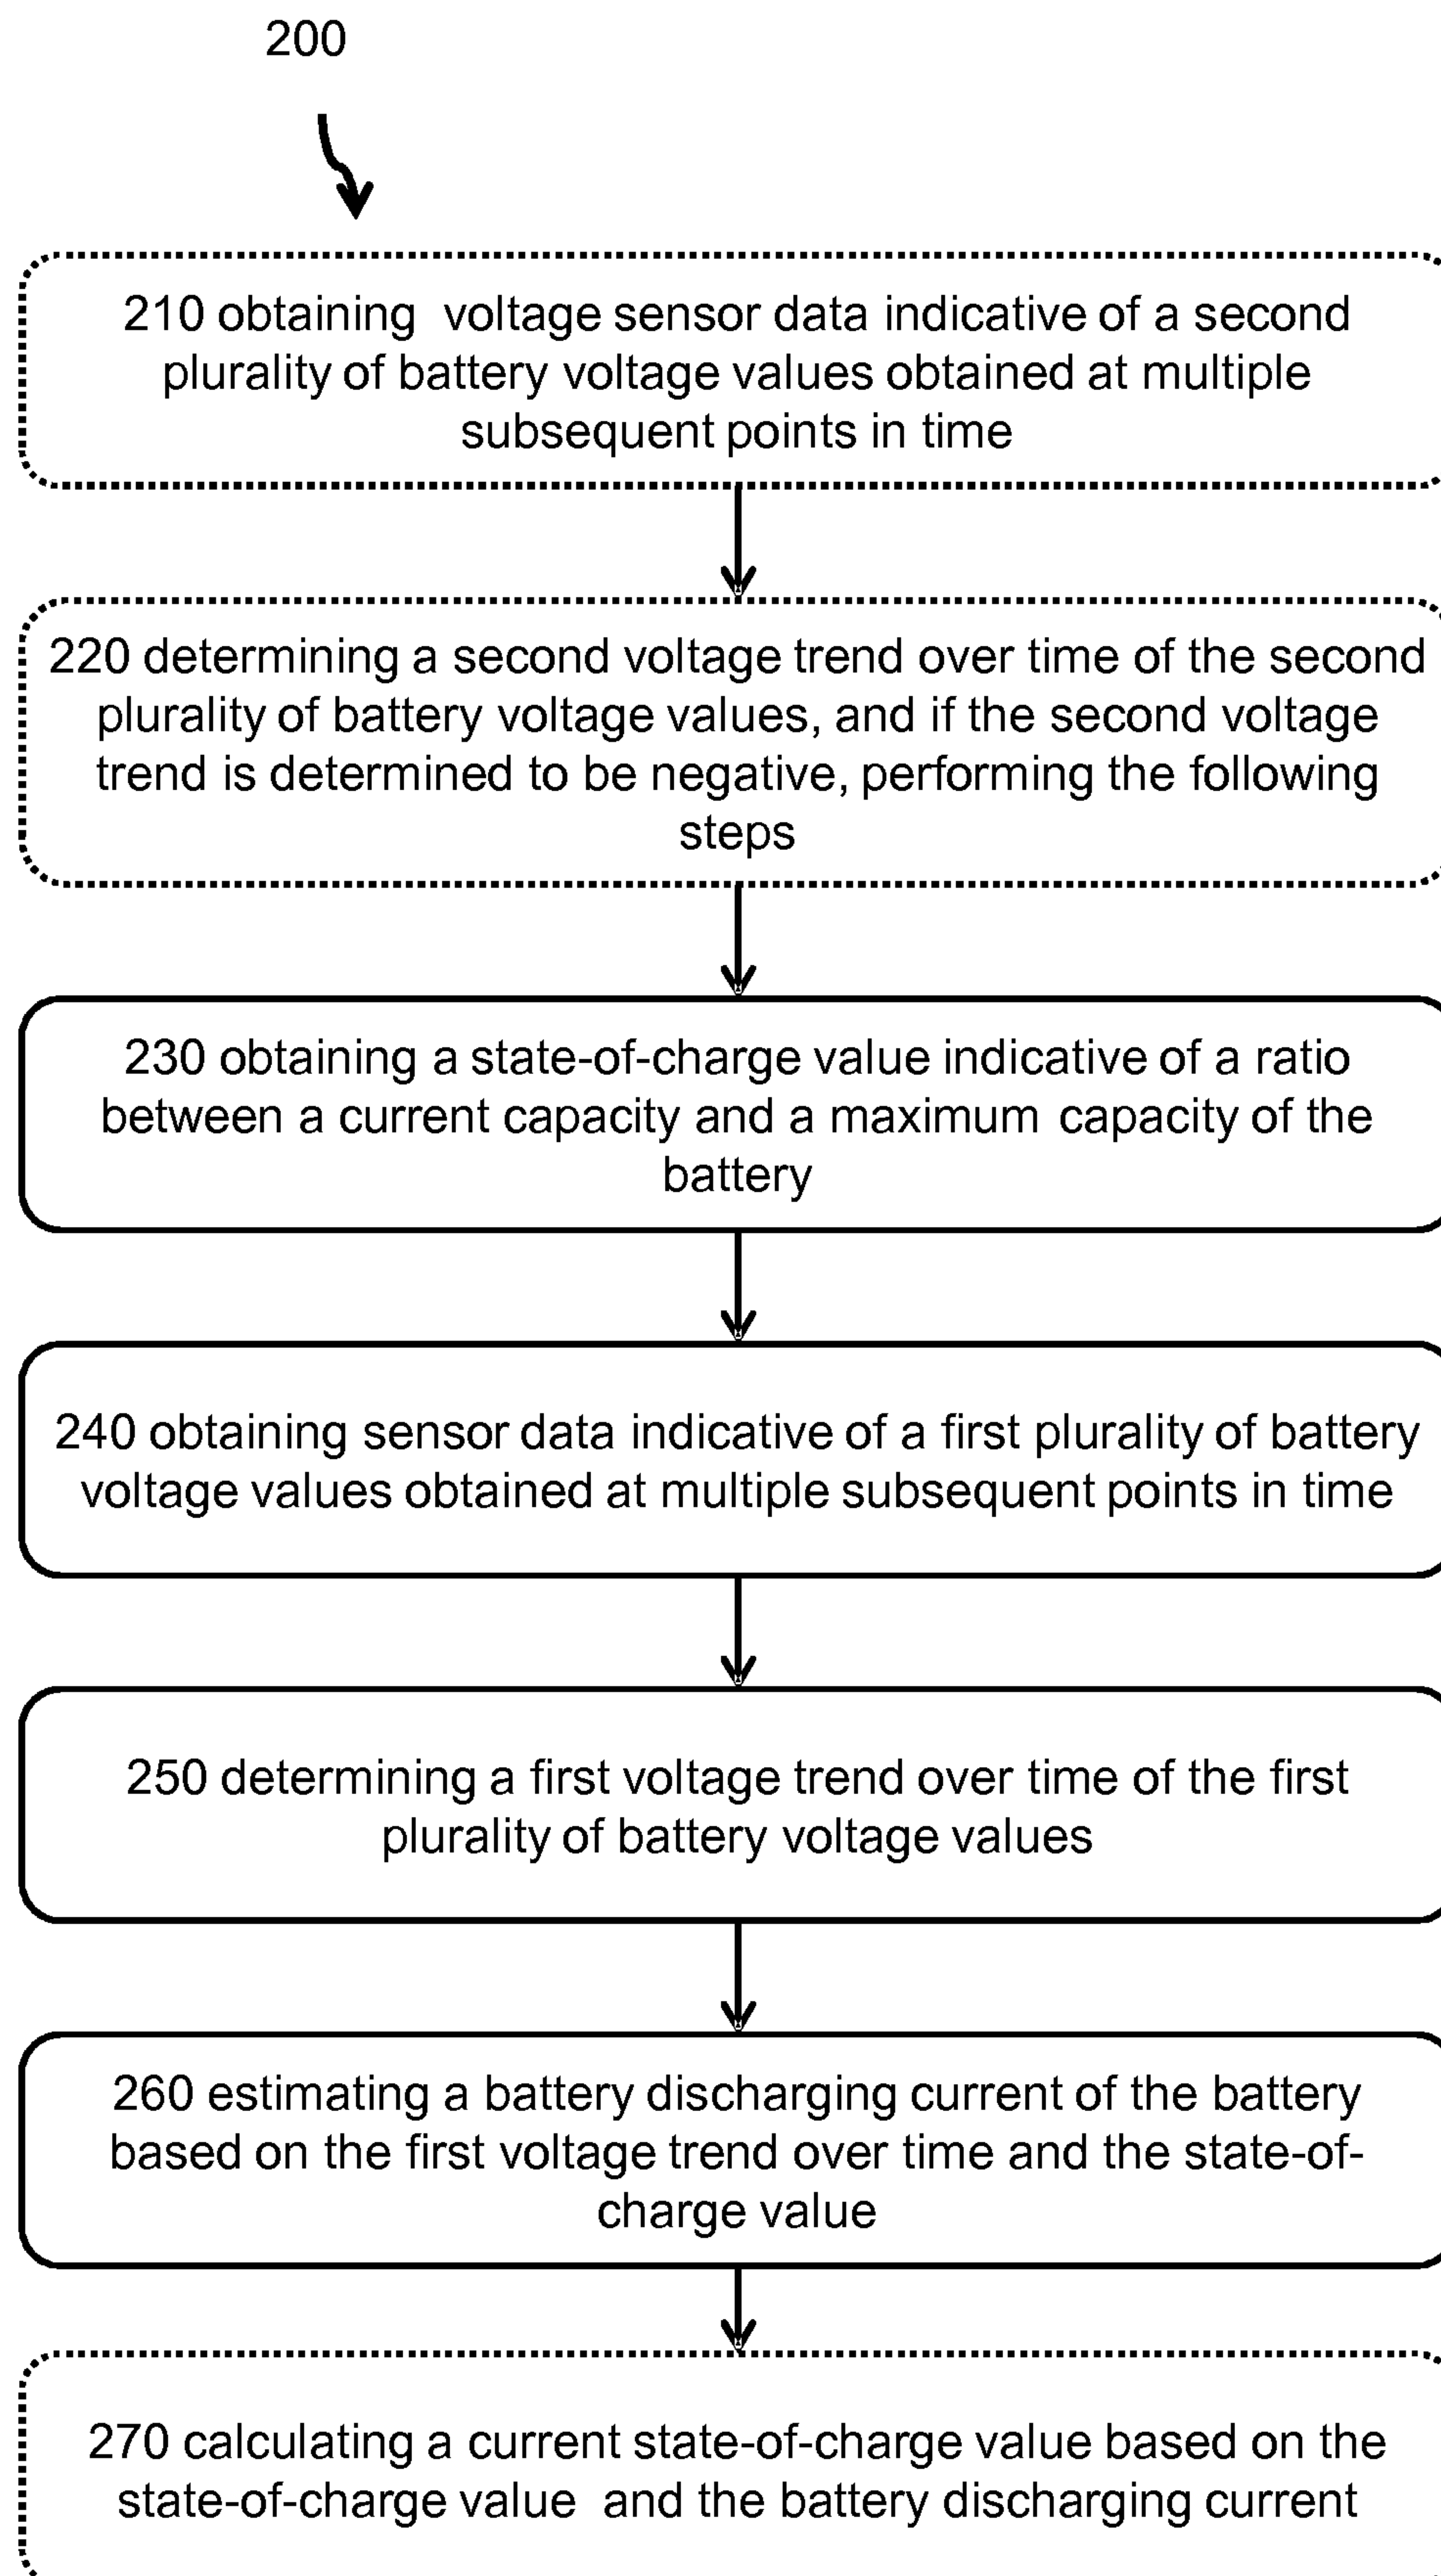 200
210 obtaining voltage sensor data indicative of a second
plurality of battery voltage values obtained at multiple
subsequent points in time
220 determining a second voltage trend over time of the second
plurality of battery voltage values, and if the second voltage
trend is determined to be negative, performing the following
steps
230 obtaining a state-of-charge value indicative of a ratio
between a current capacity and a maximum capacity of the
battery
240 obtaining sensor data indicative of a first plurality of battery
voltage values obtained at multiple subsequent points in time
250 determining a first voltage trend over time of the first
plurality of battery voltage values
260 estimating a battery discharging current of the battery
based on the first voltage trend over time and the state-of-
charge value
270 calculating a current state-of-charge value based on the
state-of-charge value and the battery discharging current